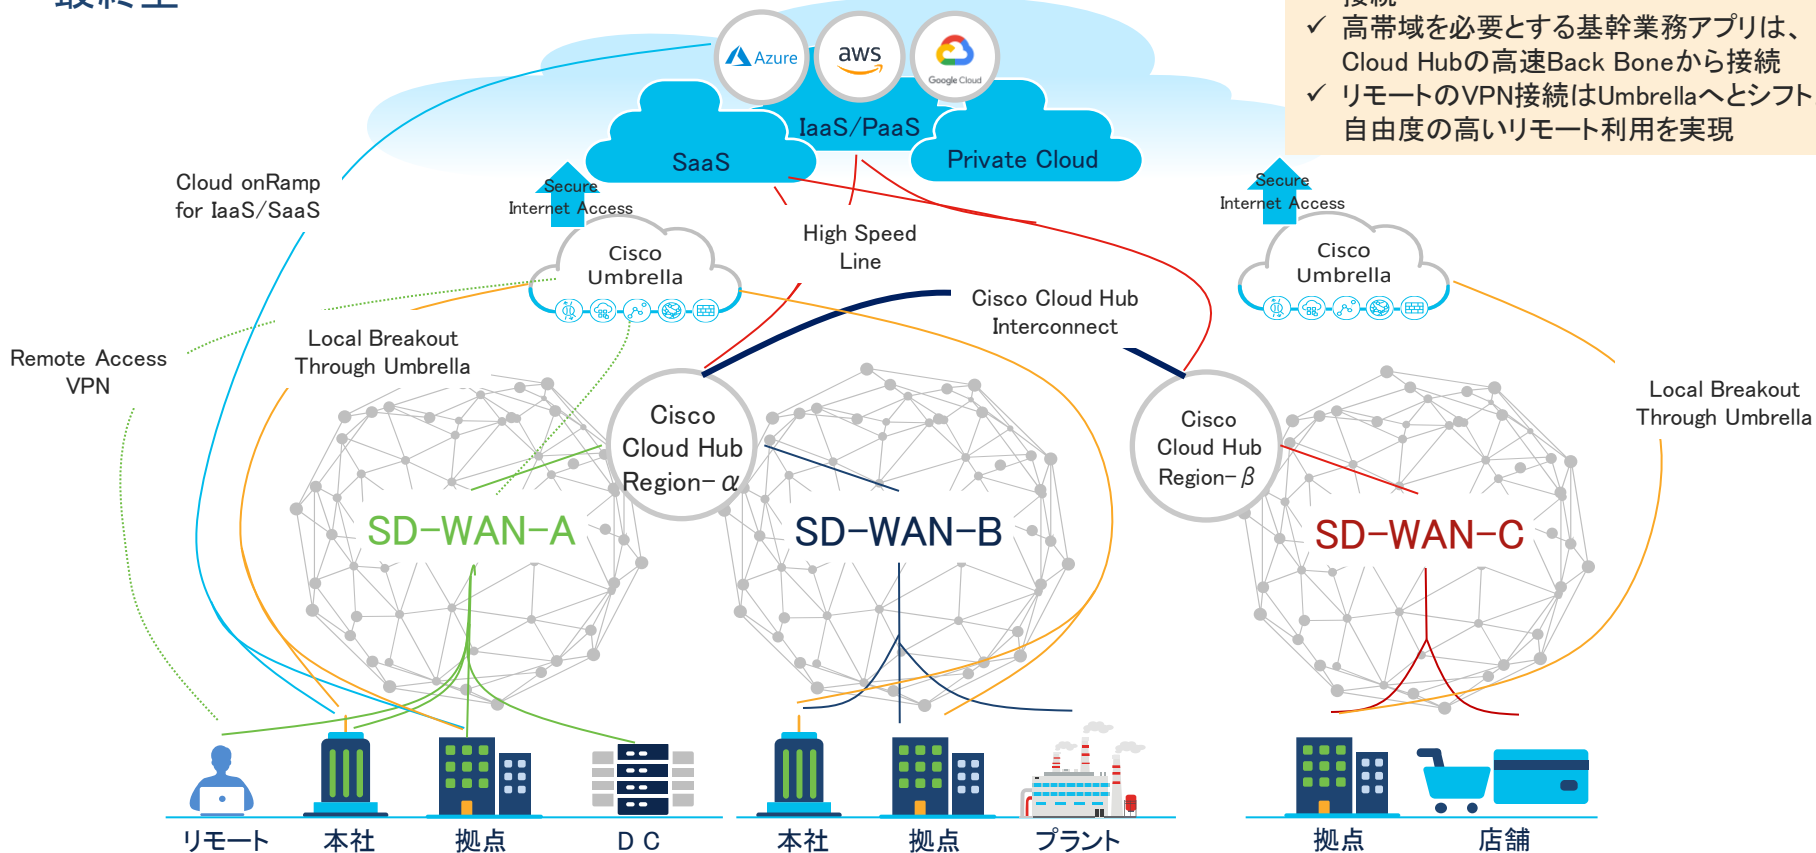 最終型
接続
✓ 高帯域を必要とする基幹業務アプリは、
Cloud Hubの高速Back Boneから接続
✓ リモートのVPN接続はUmbrellaへとシフト
自由度の高いリモート利用を実現
Azure
aws
Google Cloud
IaaS/PaaS
SaaS
Private Cloud
Cloud onRamp
for IaaS/SaaS
Secure
Internet Access
Secure
Internet Access
Cisco
Umbrella
High Speed
Line
Cisco
Umbrella
Cisco Cloud Hub
Interconnect
Local Breakout
Through Umbrella
Remote Access
VPN
Local Breakout
Through Umbrella
Cisco
Cloud Hub
Region-α
Cisco
Cloud Hub
Region-β
SD-WAN-A
SD-WAN-B
SD-WAN-C
リモート
本社
拠点
DC
本社
拠点
プラント
拠点
店舗